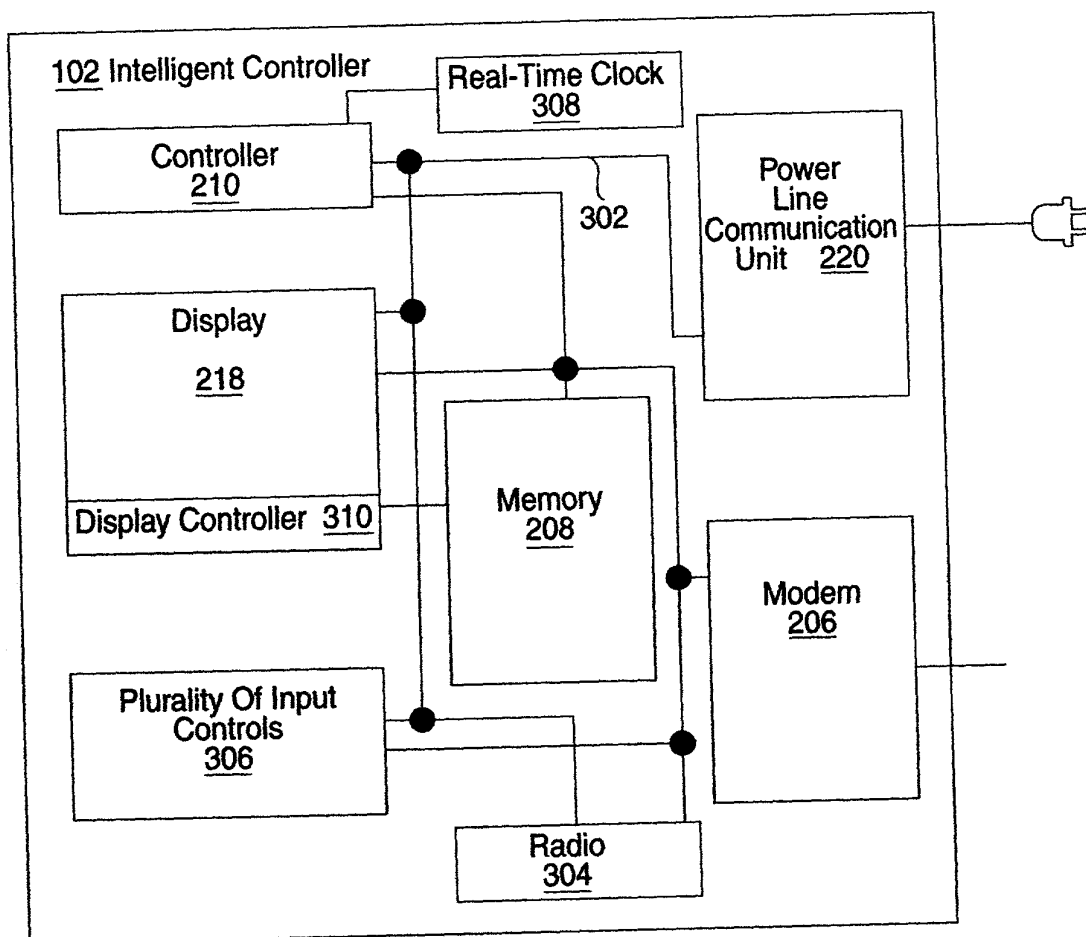 102 Intelligent Controller
Real-Time Clock
308
Controller
210
302
Power
Line
Communication
Unit 220
Display
218
Display Controller 310
Memory
208
Modem
206
Plurality Of Input
Controls
306
Radio
304